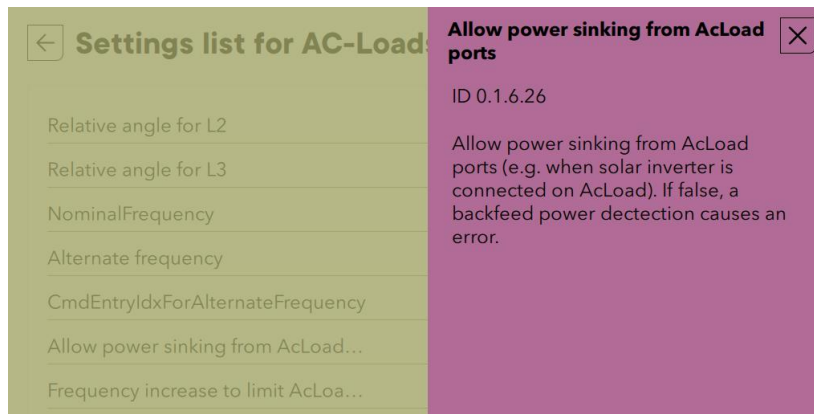 Settings list for AC-Loads
Relative angle for L2
Relative angle for L3
NominalFrequency
Alternate frequency
CmdEntryIdxForAlternateFrequency
Allow power sinking from AcLoad...
Frequency increase to limit AcLoa...
Allow power sinking from AcLoad
ports
ID 0.1.6.26
Allow power sinking from AcLoad
ports (e.g. when solar inverter is
connected on AcLoad). If false, a
backfeed power dectection causes an
error.